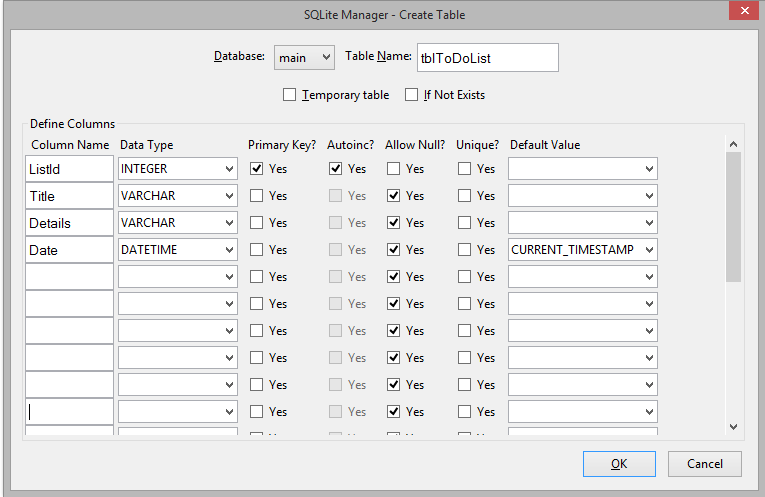 SQLite Manager - Create Table
Database: main Table Name: tblToDoList
Temporary table If Not Exists
Define Columns
Column Name Data Type Primary Key? Autoinc? Allow Null? Unique? Default Value
ListId INTEGER Yes Yes Yes Yes
Title VARCHAR Yes Yes Yes Yes
Details VARCHAR Yes Yes Yes Yes
Date DATETIME Yes Yes Yes Yes CURRENT_TIMESTAMP
Yes Yes Yes Yes
Yes Yes Yes Yes
Yes Yes Yes Yes
Yes Yes Yes Yes
Yes Yes Yes Yes
Yes Yes Yes Yes
OK Cancel